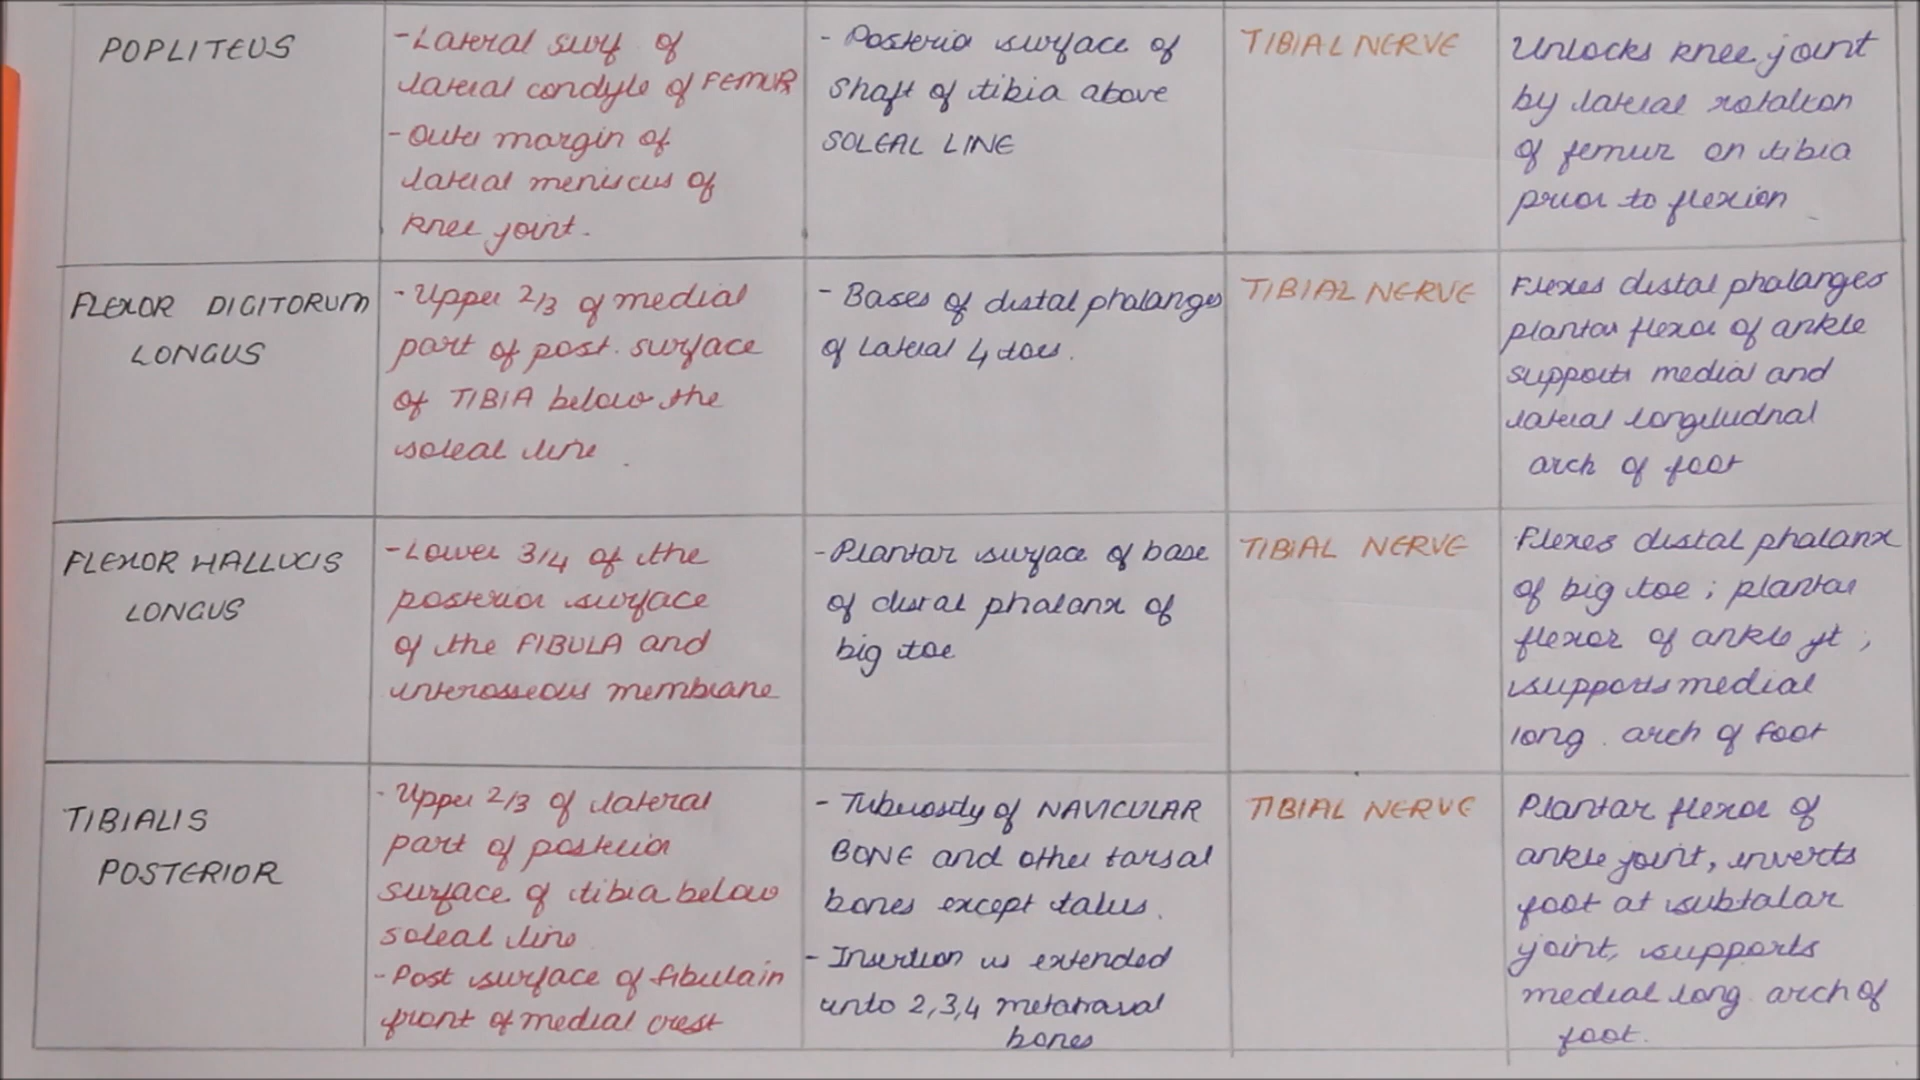 POPLITEUS
- Lateral surf of
lateral condyle of FEMUR
- Outer margin of
lateral meniscus of
knee joint.
- Posterior surface of
shaft of tibia above
SOLEAL LINE
TIBIAL NERVE
Unlocks knee joint
by lateral rotation
of femur on tibia
prior to flexion
FLEXOR DIGITORUM
LONGUS
- Upper 2/3 of medial
part of post. surface
of TIBIA below the
soleal line
- Bases of distal phalanges
of Lateral 4 toes.
TIBIAL NERVE
Flexes distal phalanges
plantar flexor of ankle
supports medial and
lateral longitudnal
arch of foot
FLEXOR HALLUCIS
LONGUS
- Lower 3/4 of the
posterior surface
of the FIBULA and
interosseous membrane
- Plantar surface of base
of distal phalanx of
big toe
TIBIAL NERVE
Flexes distal phalanx
of big toe ; plantar
flexor of ankle jt ;
supports medial
long. arch of foot
TIBIALIS
POSTERIOR
- Upper 2/3 of lateral
part of posterior
surface of tibia below
soleal line
- Post surface of fibula in
front of medial crest
- Tuberosity of NAVICULAR
BONE and other tarsal
bones except talus.
- Insertion is extended
into 2,3,4 metatarsal
bones
TIBIAL NERVE
Plantar flexor of
ankle joint, inverts
foot at subtalar
joint, supports
medial long. arch of
foot.